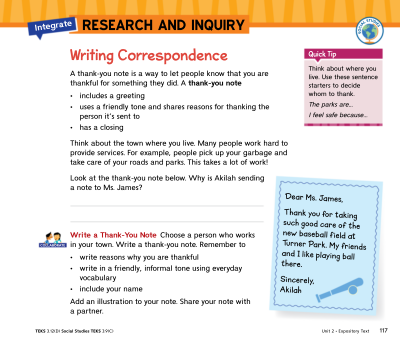 Integrate RESEARCH AND INQUIRY
SOCIAL STUDIES
Writing Correspondence
A thank-you note is a way to let people know that you are
thankful for something they did. A thank-you note
• includes a greeting
• uses a friendly tone and shares reasons for thanking the
person it's sent to
• has a closing
Think about the town where you live. Many people work hard to
provide services. For example, people pick up your garbage and
take care of your roads and parks. This takes a lot of work!
Look at the thank-you note below. Why is Akilah sending
a note to Ms. James?
Quick Tip
Think about where you
live. Use these sentence
starters to decide
whom to thank.
The parks are...
I feel safe because...
COLLABORATE
Write a Thank-You Note Choose a person who works
in your town. Write a thank-you note. Remember to
• write reasons why you are thankful
• write in a friendly, informal tone using everyday
vocabulary
• include your name
Add an illustration to your note. Share your note with
a partner.
Dear Ms. James,
Thank you for taking
such good care of the
new baseball field at
Turner Park. My friends
and I like playing ball
there.
Sincerely,
Akilah
Unit 2 - Expository Text 117